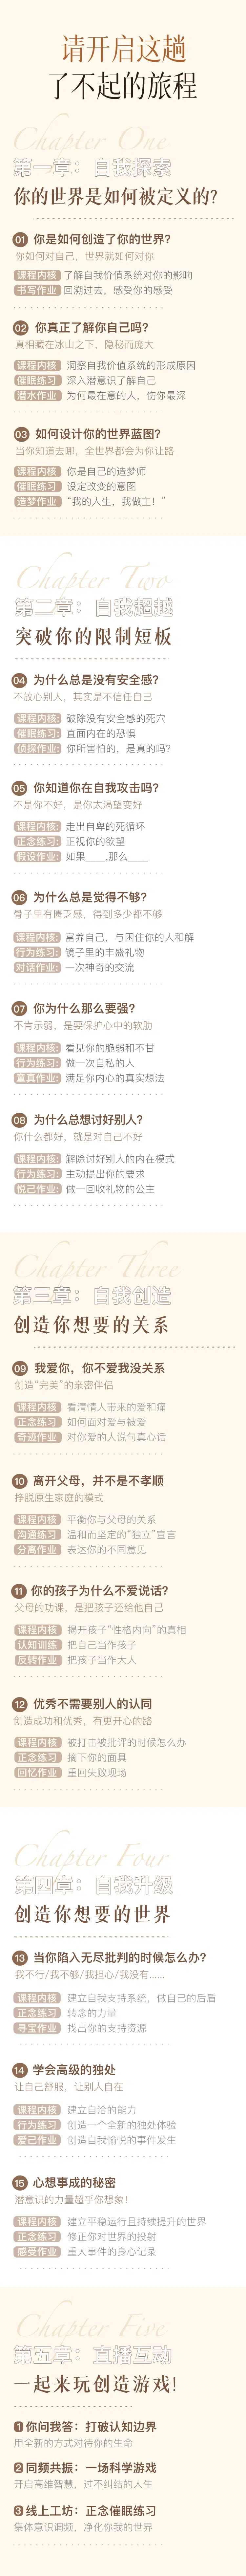 请开启这趟
了不起的旅程
Chapter One
第一章：自我探索
你的世界是如何被定义的？
01 你是如何创造了你的世界？
你如何对自己，世界就如何对你
课程内核 了解自我价值系统对你的影响
书写作业 回溯过去，感受你的感受
02 你真正了解你自己吗？
真相藏在冰山之下，隐秘而庞大
课程内核 洞察自我价值系统的形成原因
催眠练习 深入潜意识了解自己
潜水作业 为何最在意的人，伤你最深
03 如何设计你的世界蓝图？
当你知道去哪，全世界都会为你让路
课程内核 你是自己的造梦师
催眠练习 设定改变的意图
造梦作业 “我的人生，我做主！”
Chapter Two
第二章：自我超越
突破你的限制短板
04 为什么总是没有安全感？
不放心别人，其实是不信任自己
课程内核： 破除没有安全感的死穴
催眠练习： 直面内在的恐惧
侦探作业： 你所害怕的，是真的吗？
05 你知道你在自我攻击吗？
不是你不好，是你太渴望变好
课程内核： 走出自卑的死循环
正念练习： 正视你的欲望
假设作业： 如果____,那么____
06 为什么总是觉得不够？
骨子里有匮乏感，得到多少都不够
课程内核： 富养自己，与困住你的人和解
行为练习： 镜子里的丰盛礼物
对话作业： 一次神奇的交流
07 你为什么那么要强？
不肯示弱，是要保护心中的软肋
课程内核： 看见你的脆弱和不甘
行为练习： 做一次自私的人
童真作业： 满足你内心的真实想法
08 为什么总想讨好别人？
你什么都好，就是对自己不好
课程内核： 解除讨好别人的内在模式
行为练习： 主动提出你的要求
悦己作业： 做一回收礼物的公主
Chapter Three
第三章：自我创造
创造你想要的关系
09 我爱你，你不爱我没关系
创造“完美”的亲密伴侣
课程内核 看清情人带来的爱和痛
正念练习 如何面对爱与被爱
奇迹作业 对你爱的人说句真心话
10 离开父母，并不是不孝顺
挣脱原生家庭的模式
课程内核 平衡你与父母的关系
沟通练习 温和而坚定的“独立”宣言
分离作业 表达你的不同意见
11 你的孩子为什么不爱说话？
父母的功课，是把孩子还给他自己
课程内核 揭开孩子“性格内向”的真相
认知训练 把自己当作孩子
反转作业 把孩子当作大人
12 优秀不需要别人的认同
创造成功和优秀，有更开心的路
课程内核 被打击被批评的时候怎么办
正念练习 摘下你的面具
回忆作业 重回失败现场
Chapter Four
第四章：自我升级
创造你想要的世界
13 当你陷入无尽批判的时候怎么办？
我不行/我不够/我担心/我没有……
课程内核 建立自我支持系统，做自己的后盾
正念练习 转念的力量
寻宝作业 找出你的支持资源
14 学会高级的独处
让自己舒服，让别人自在
课程内核 建立自洽的能力
行为练习 创造一个全新的独处体验
爱己作业 创造自我愉悦的事件发生
15 心想事成的秘密
潜意识的力量超乎你想象！
课程内核 建立平稳运行且持续提升的世界
正念练习 修正你对世界的投射
感受作业 重大事件的身心记录
Chapter Five
第五章：直播互动
一起来玩创造游戏！
1 你问我答：打破认知边界
用全新的方式对待你的生命
2 同频共振：一场科学游戏
开启高维智慧，过不纠结的人生
3 线上工坊：正念催眠练习
集体意识调频，净化你我的世界